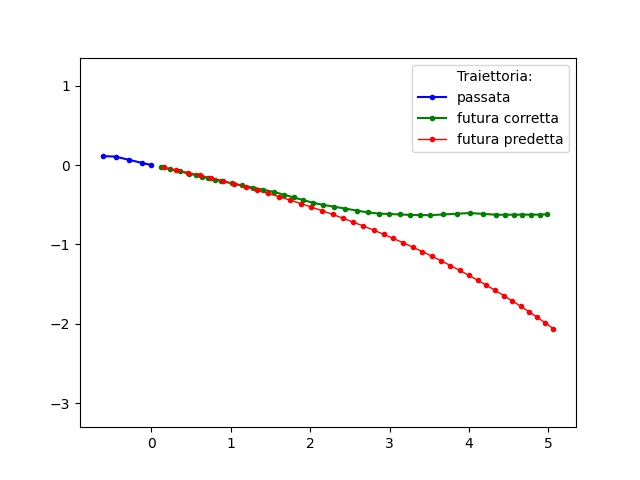 Traiettoria:
passata
futura corretta
futura predetta
1
0
−1
−2
−3
0 1 2 3 4 5